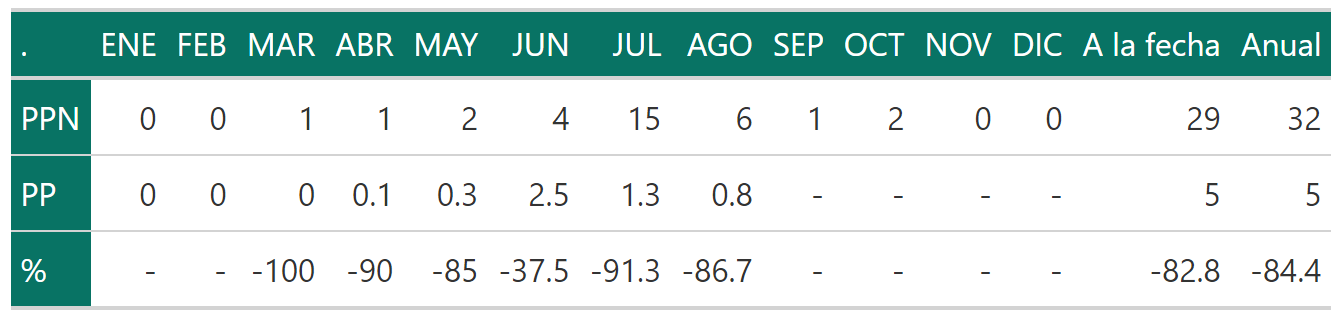 . ENE FEB MAR ABR MAY JUN JUL AGO SEP OCT NOV DIC A la fecha Anual
PPN 0 0 1 1 2 4 15 6 1 2 0 0 29 32
PP 0 0 0 0.1 0.3 2.5 1.3 0.8 - - - - 5 5
% - - -100 -90 -85 -37.5 -91.3 -86.7 - - - - -82.8 -84.4